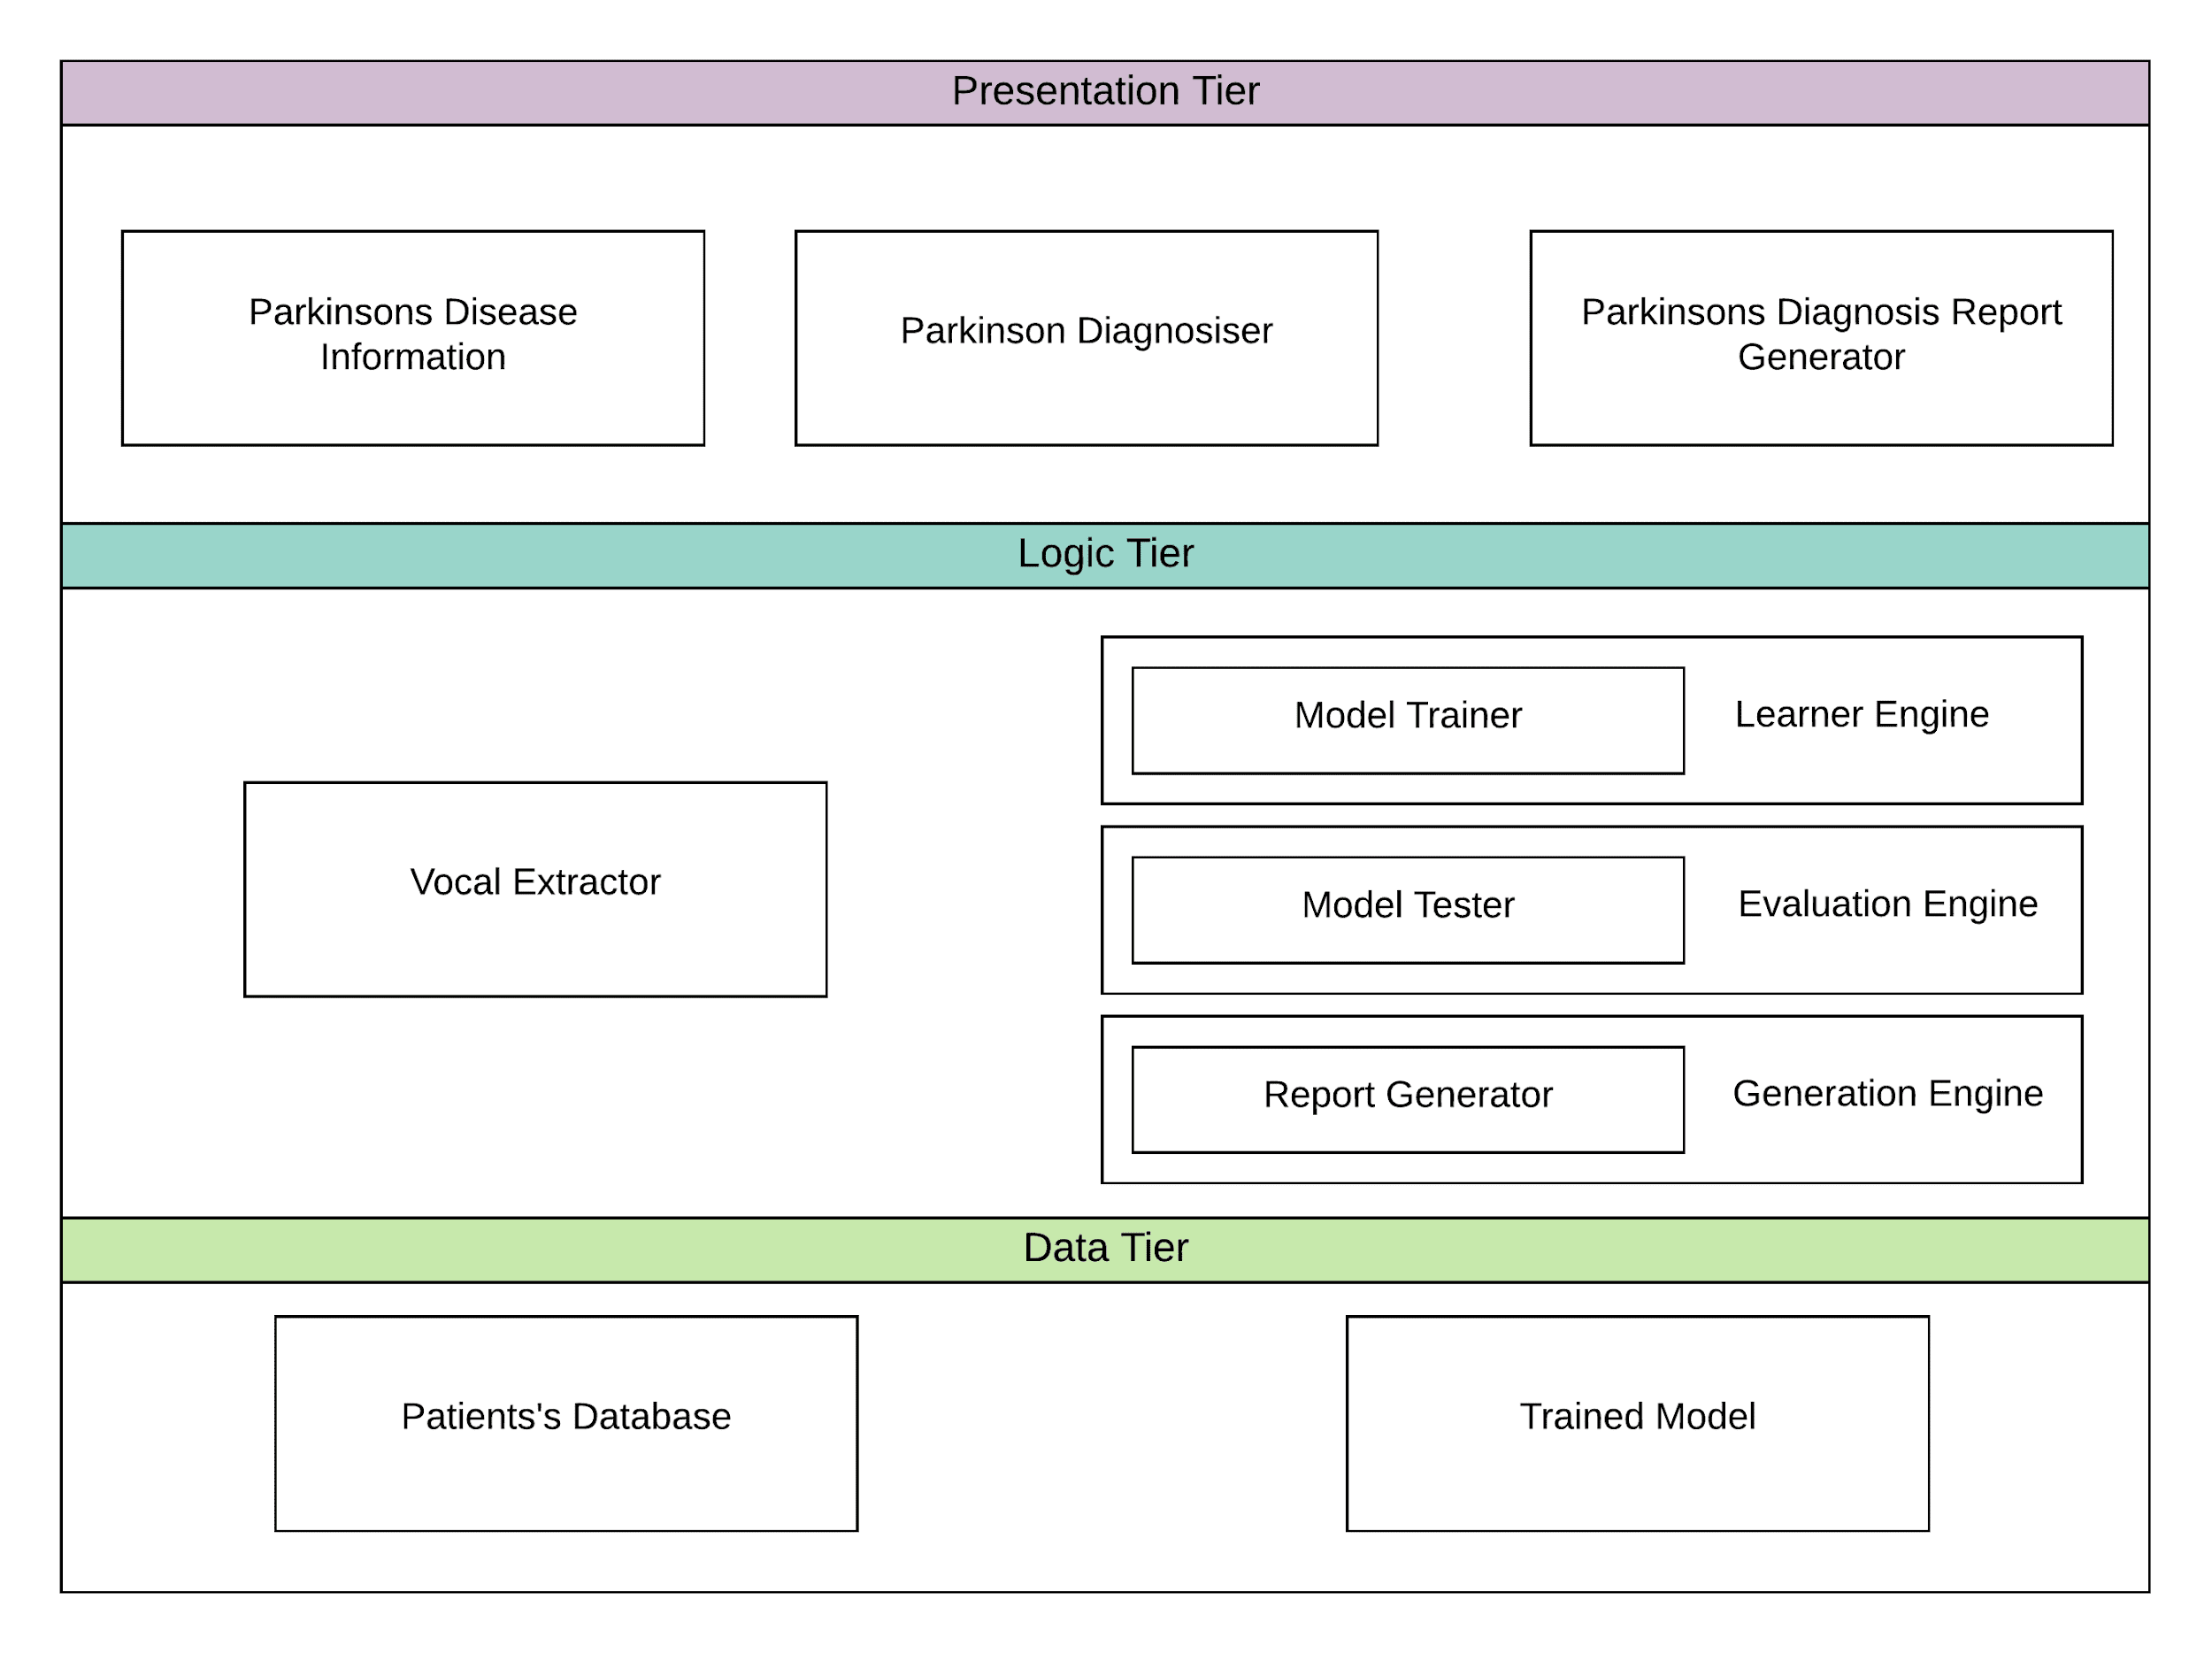 Presentation Tier
Parkinsons Disease
Information
Parkinson Diagnosiser
Parkinsons Diagnosis Report
Generator
Logic Tier
Vocal Extractor
Model Trainer
Learner Engine
Model Tester
Evaluation Engine
Report Generator
Generation Engine
Data Tier
Patients's Database
Trained Model